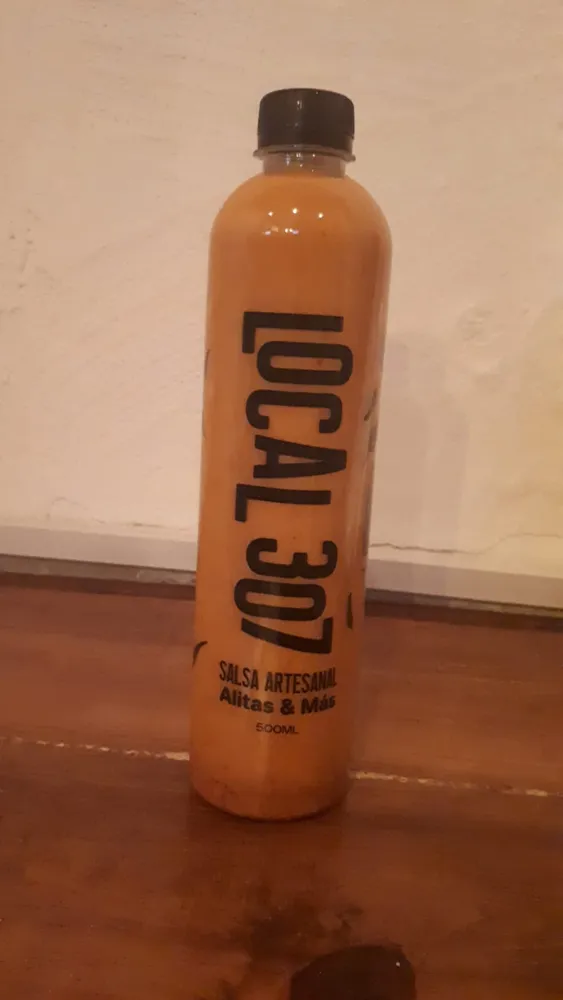 LOCAL 307
SALSA ARTESANAL
Alitas & Más
500ML